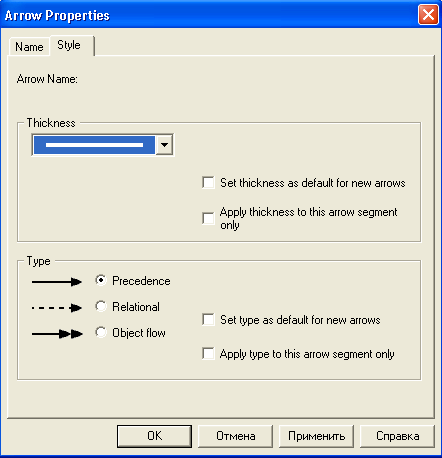 Arrow Properties
Name
Style
Arrow Name:
Thickness
Set thickness as default for new arrows
Apply thickness to this arrow segment
only
Type
Precedence
Relational
Object flow
Set type as default for new arrows
Apply type to this arrow segment only
OK
Отмена
Применить
Справка